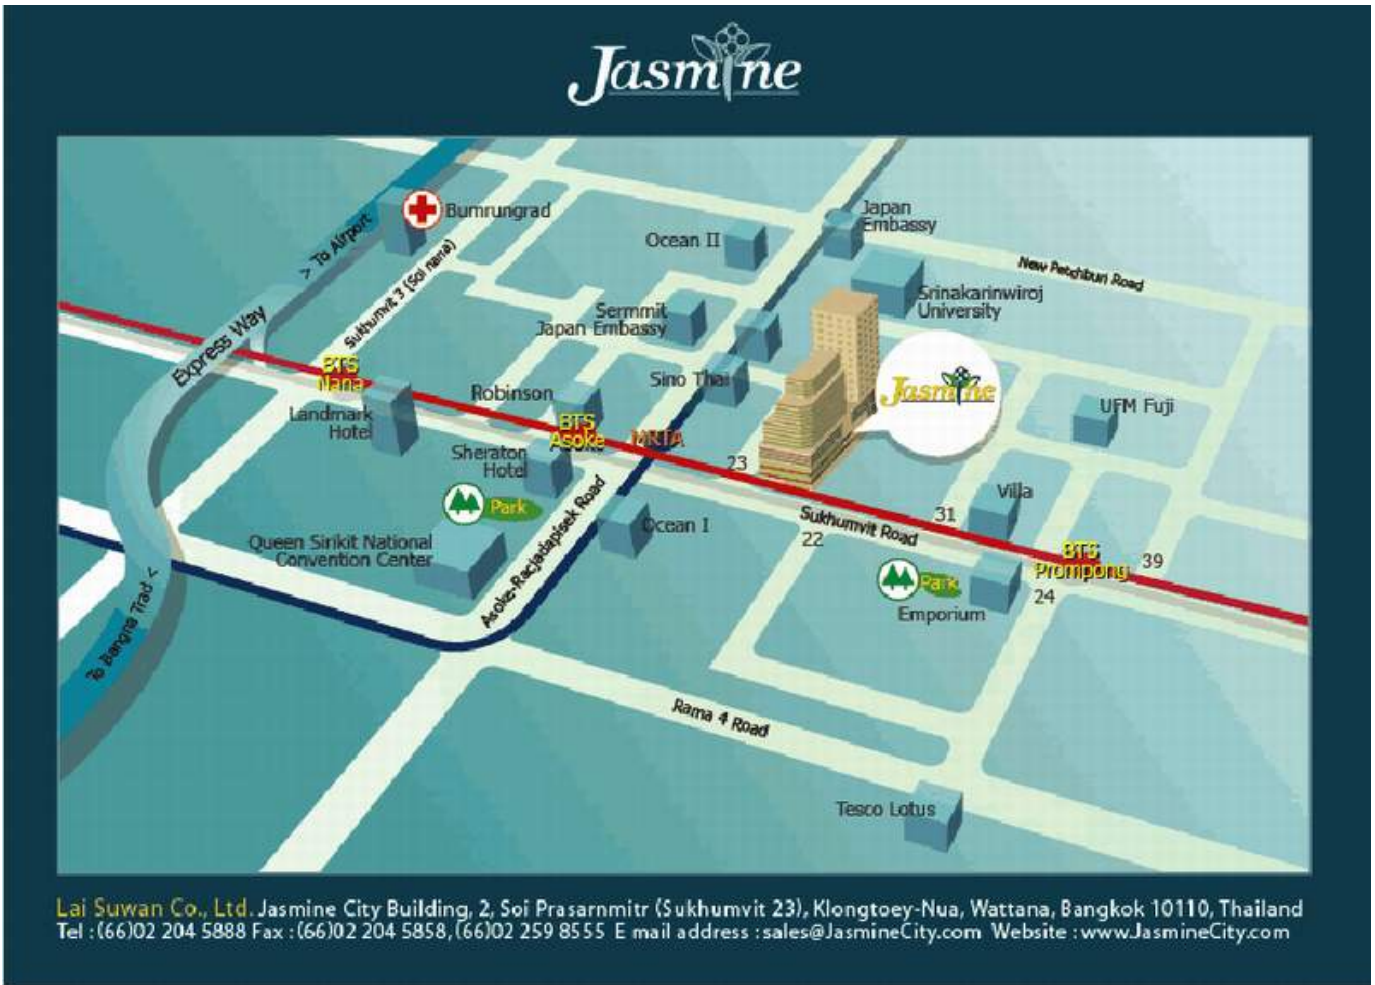 Jasmine
Bumrungrad
Japan
Embassy
Ocean II
> To Airport
Sukhumvit 3 (Soi nana)
New Petchburi Road
Srinakarinwiroj
University
Sermmit
Japan Embassy
Express Way
BTS
Nana
Sino Thai
Jasmine
Robinson
Landmark
Hotel
UFM Fuji
BTS
Asoke
MRTA
Sheraton
Hotel
23
Park
Villa
Sukhumvit Road
31
22
Ocean I
Queen Sirikit National
Convention Center
Asoke-Racjadapisek Road
BTS
Prompong
39
Park
24
Emporium
To Bangna Trad <
Rama 4 Road
Tesco Lotus
Lai Suwan Co., Ltd. Jasmine City Building, 2, Soi Prasarnmitr (Sukhumvit 23), Klongtoey-Nua, Wattana, Bangkok 10110, Thailand
Tel : (66)02 204 5888 Fax : (66)02 204 5858, (66)02 259 8555 E mail address : sales@JasmineCity.com Website : www.JasmineCity.com